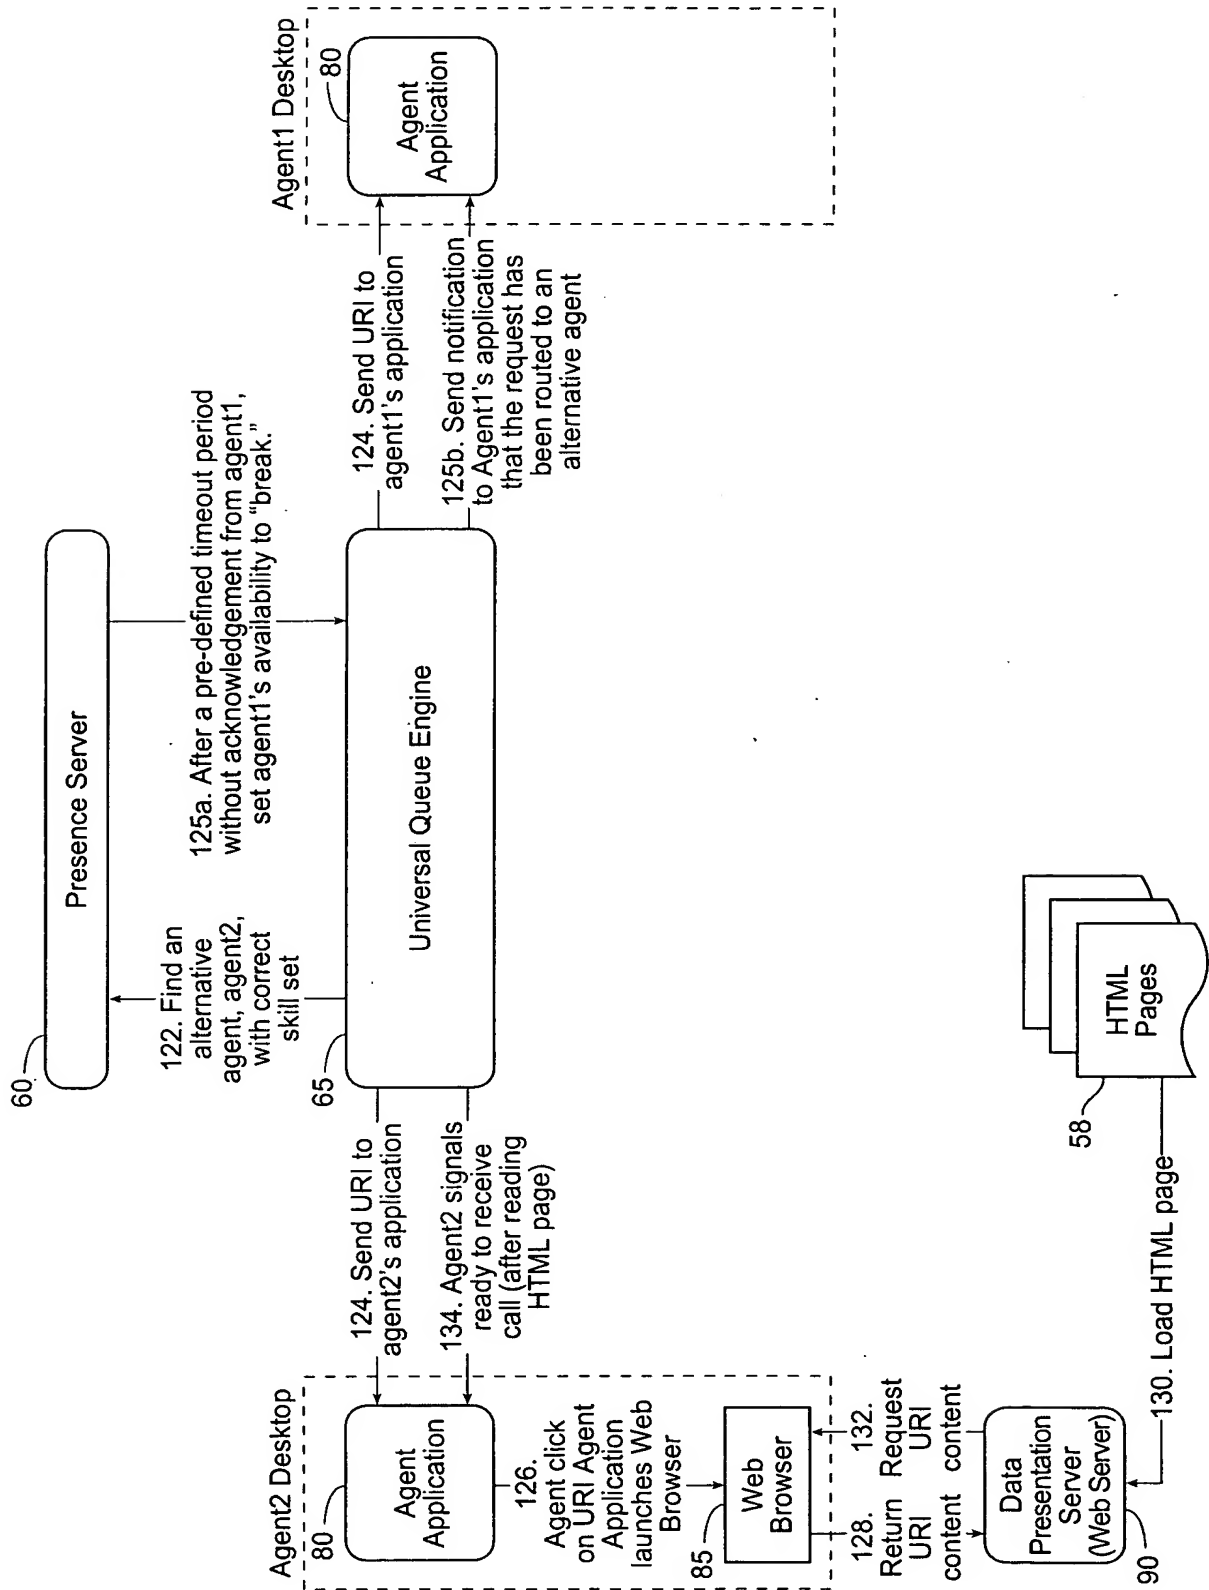 60
Presence Server
122. Find an
alternative
agent, agent2,
with correct
skill set
125a. After a pre-defined timeout period
without acknowledgement from agent1,
set agent1's availability to "break."
Agent2 Desktop
80
Agent
Application
124. Send URI to
agent2's application
134. Agent2 signals
ready to receive
call (after reading
HTML page)
65
Universal Queue Engine
124. Send URI to
agent1's application
125b. Send notification
to Agent1's application
that the request has
been routed to an
alternative agent
Agent1 Desktop
80
Agent
Application
126.
Agent click
on URI Agent
Application
launches Web
Browser
85
Web
Browser
128.
Return
URI
content
132.
Request
URI
content
Data
Presentation
Server
(Web Server)
90
130. Load HTML page
58
HTML
Pages